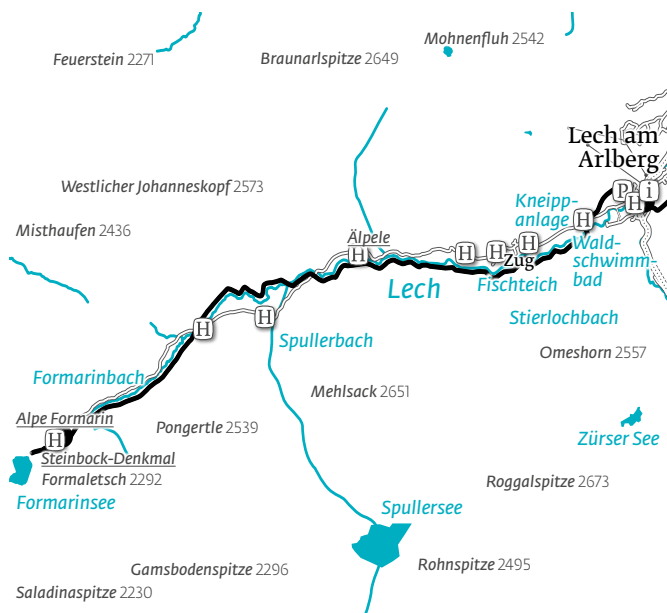 Mohnenfluh 2542
Feuerstein 2271
Braunarlspitze 2649
Lech am
Arlberg
Westlicher Johanneskopf 2573
P
i
H
Kneipp-
anlage
H
Misthaufen 2436
Älpele
H
H
H
H
Zug
Wald-
schwimm-
bad
Lech
Fischteich
Stierlochbach
H
H
Spullerbach
Omeshorn 2557
Formarinbach
Mehlsack 2651
Alpe Formarin
H
Pongertle 2539
Zürser See
Steinbock-Denkmal
Formaletsch 2292
Formarinsee
Roggalspitze 2673
Spullersee
Gamsbodenspitze 2296
Rohnspitze 2495
Saladinaspitze 2230